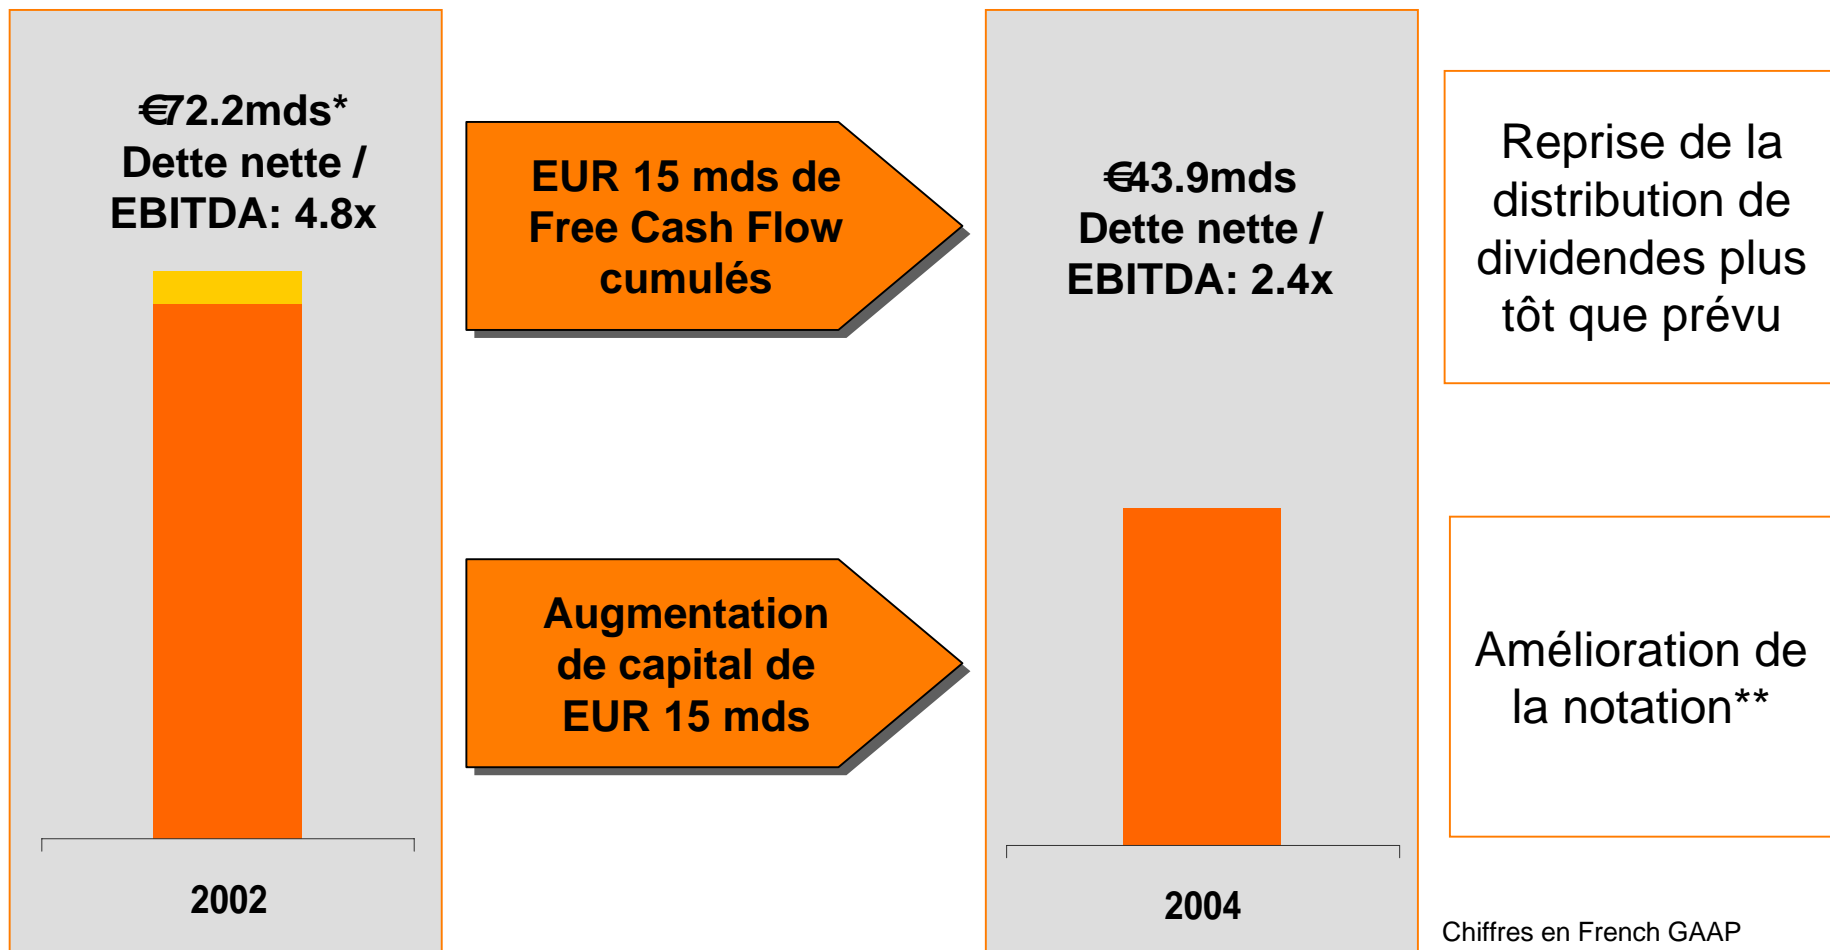 €72.2mds*
Dette nette /
EBITDA: 4.8x
2002
EUR 15 mds de
Free Cash Flow
cumulés
Augmentation
de capital de
EUR 15 mds
€43.9mds
Dette nette /
EBITDA: 2.4x
2004
Reprise de la
distribution de
dividendes plus
tôt que prévu
Amélioration de
la notation**
Chiffres en French GAAP